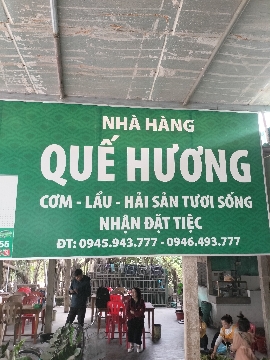 NHÀ HÀNG
QUẾ HƯƠNG
CƠM - LẨU - HẢI SẢN TƯƠI SỐNG
NHẬN ĐẶT TIỆC
ĐT: 0945.943.777 - 0946.493.777